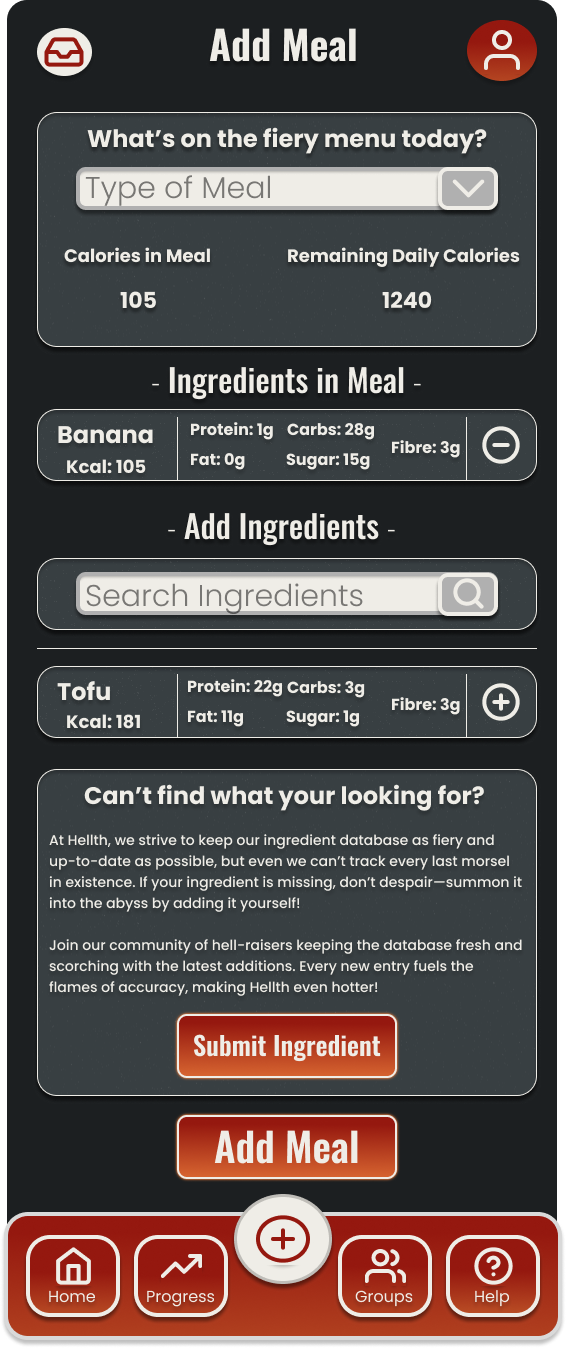 Add Meal
What's on the fiery menu today?
Type of Meal
Calories in Meal
Remaining Daily Calories
105
1240
- Ingredients in Meal -
Banana
Kcal: 105
Protein: 1g Carbs: 28g
Fat: 0g Sugar: 15g
Fibre: 3g
- Add Ingredients -
Search Ingredients
Tofu
Kcal: 181
Protein: 22g Carbs: 3g
Fat: 11g Sugar: 1g
Fibre: 3g
Can't find what your looking for?
At Hellth, we strive to keep our ingredient database as fiery and
up-to-date as possible, but even we can't track every last morsel
in existence. If your ingredient is missing, don't despair—summon it
into the abyss by adding it yourself!
Join our community of hell-raisers keeping the database fresh and
scorching with the latest additions. Every new entry fuels the
flames of accuracy, making Hellth even hotter!
Submit Ingredient
Add Meal
Home
Progress
Groups
Help